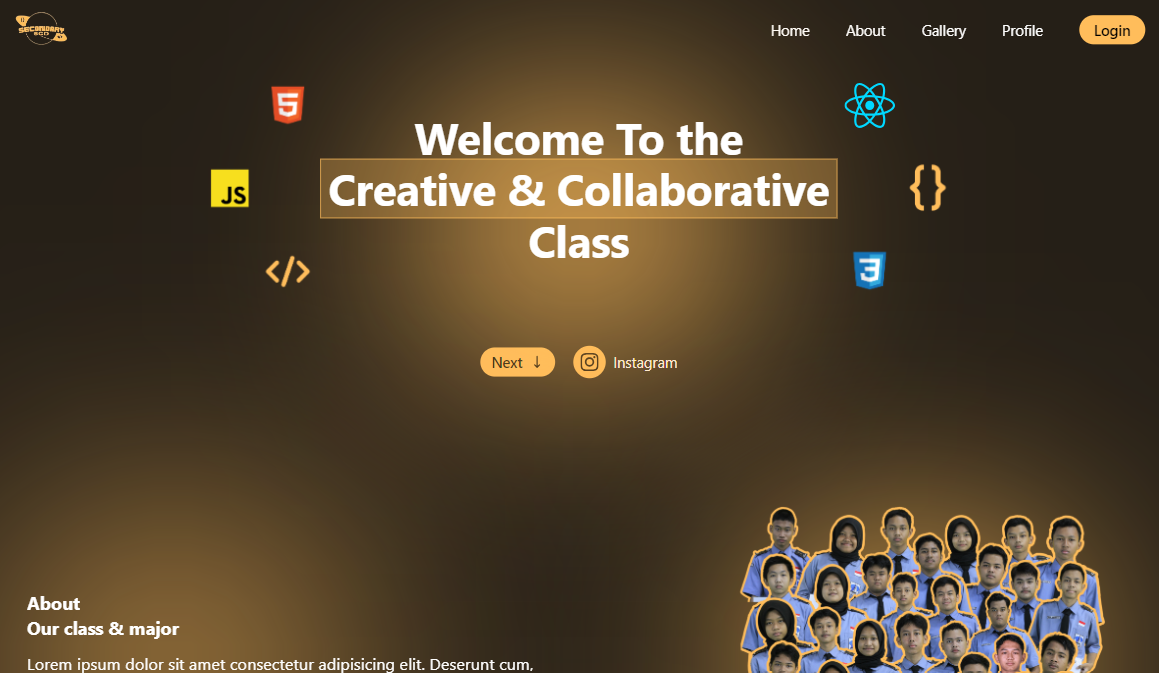 SECONDARY
Home
About
Gallery
Profile
Login
5
JS
{ }
</>
3
Welcome To the
Creative & Collaborative
Class
Next ↓
Instagram
About
Our class & major
Lorem ipsum dolor sit amet consectetur adipisicing elit. Deserunt cum,